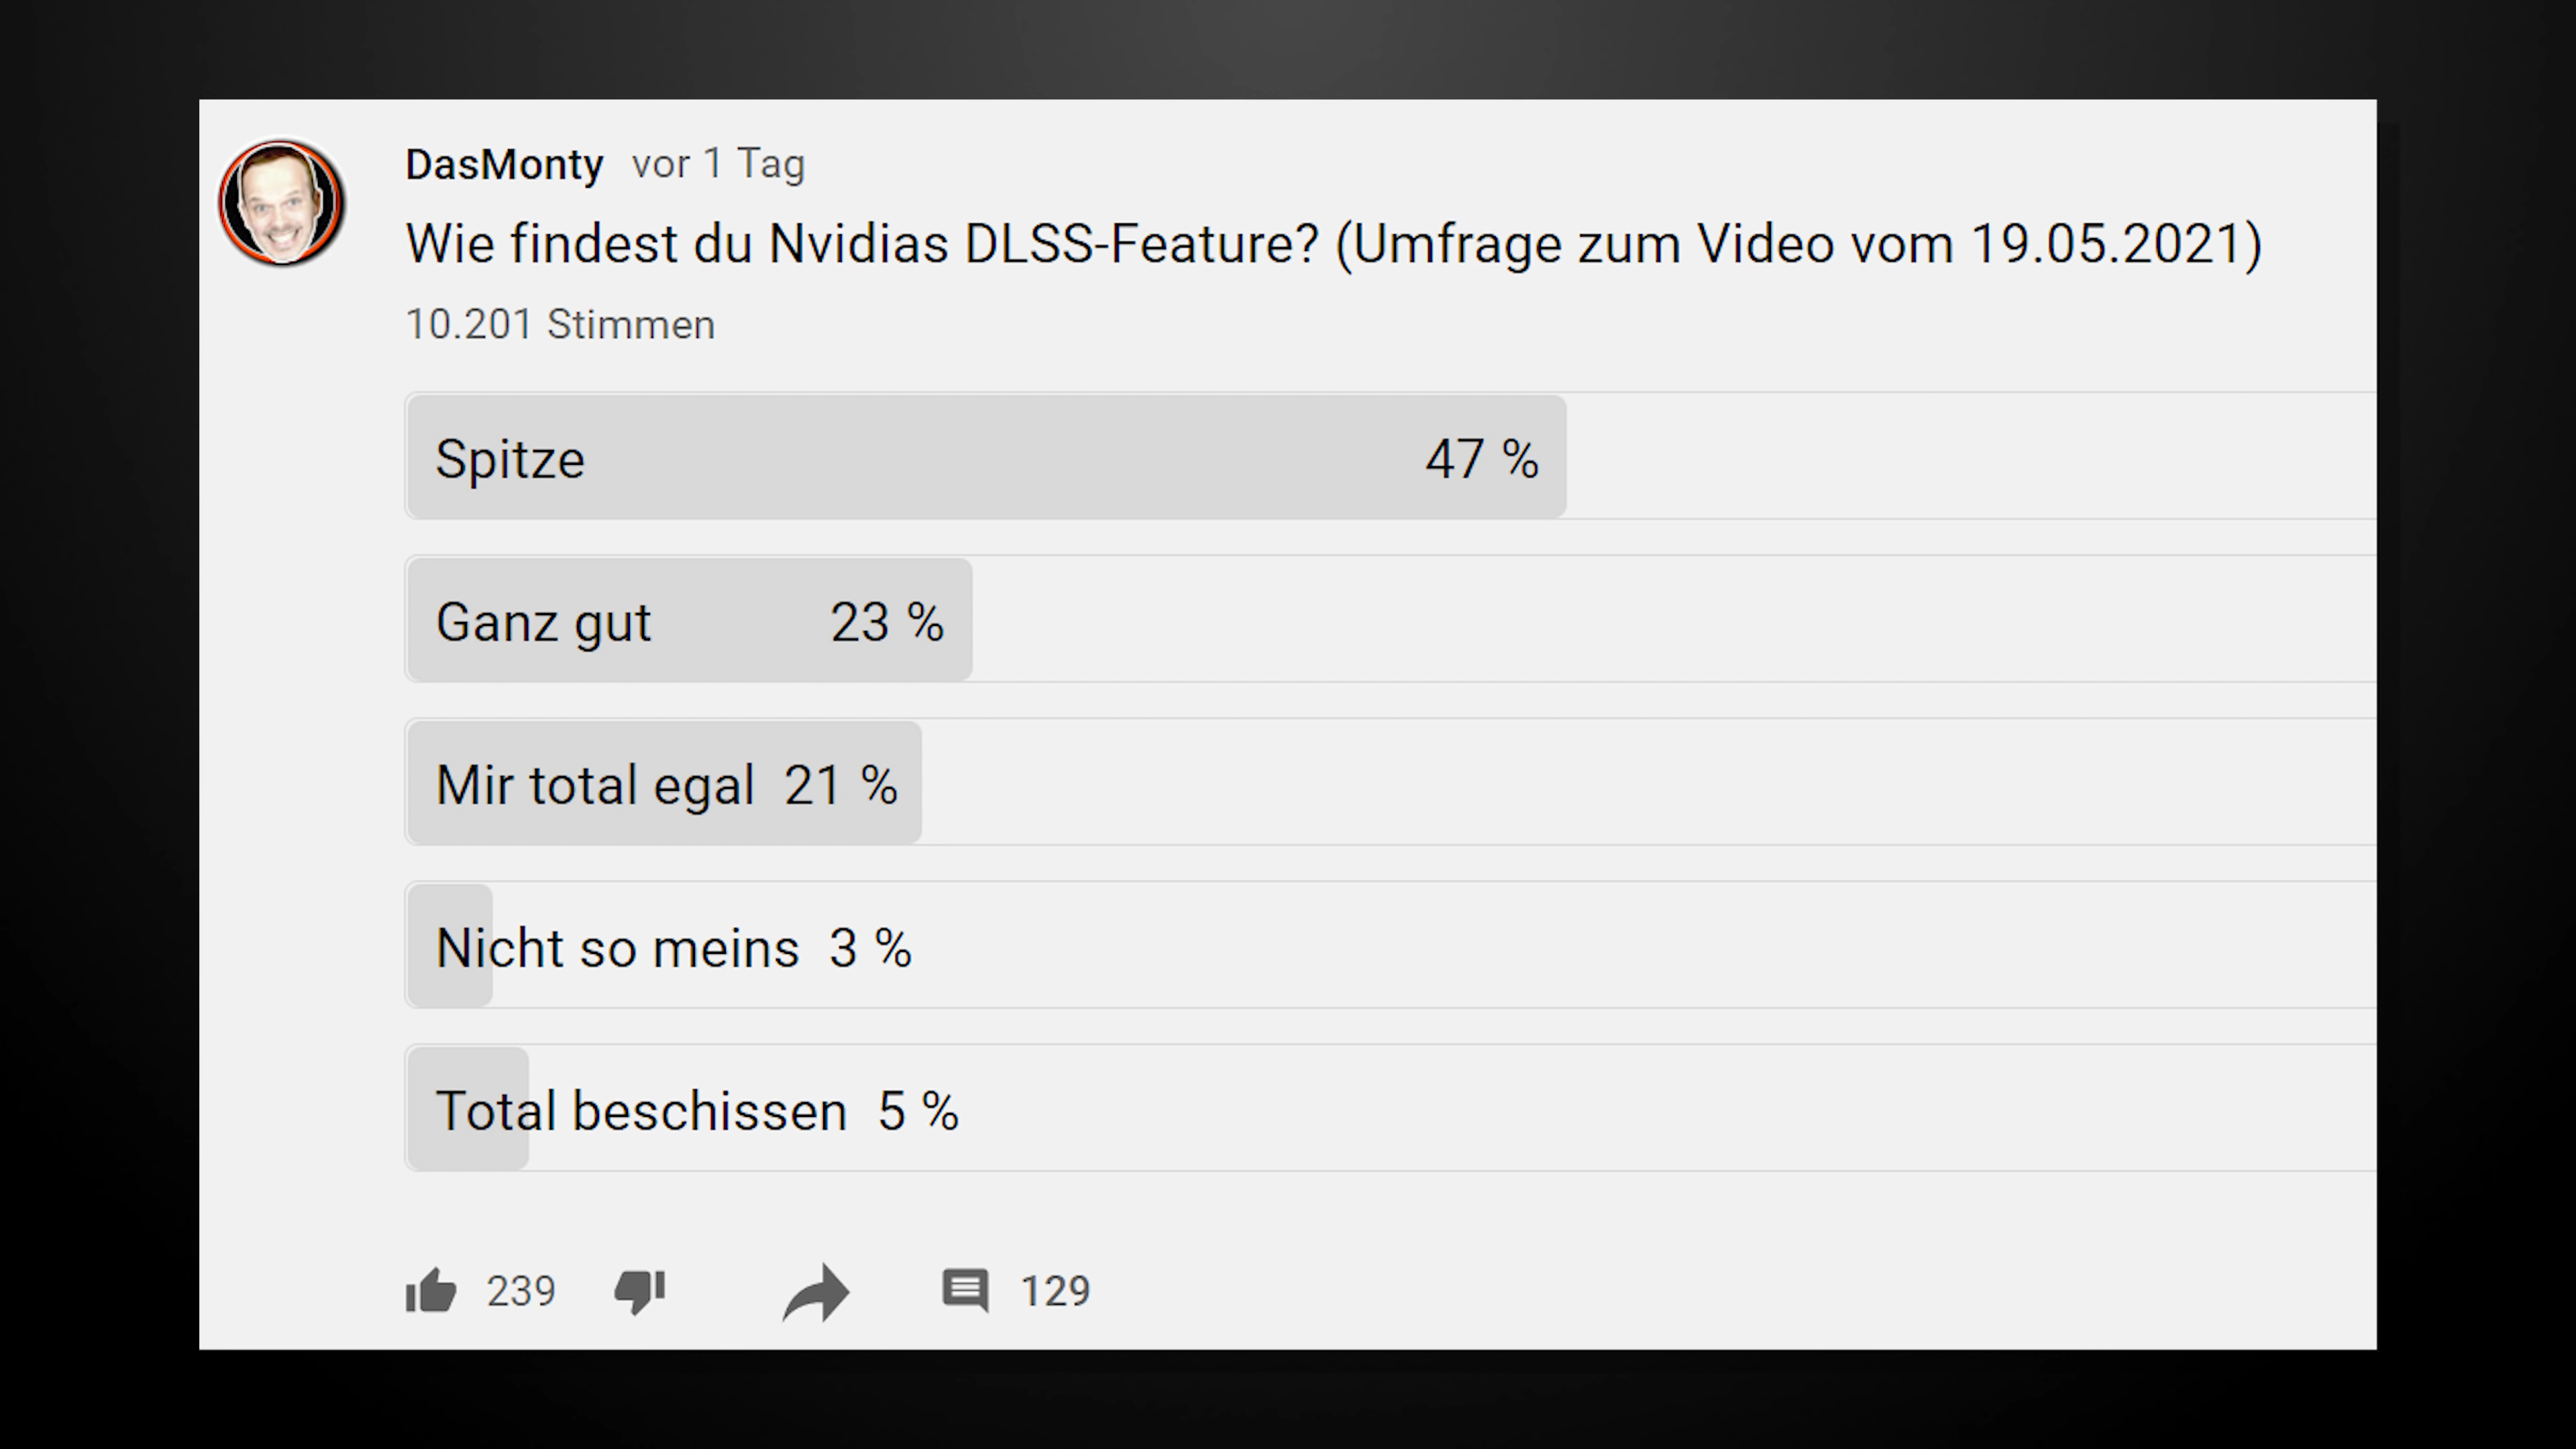 DasMonty vor 1 Tag
Wie findest du Nvidias DLSS-Feature? (Umfrage zum Video vom 19.05.2021)
10.201 Stimmen
Spitze 47 %
Ganz gut 23 %
Mir total egal 21 %
Nicht so meins 3 %
Total beschissen 5 %
239 129